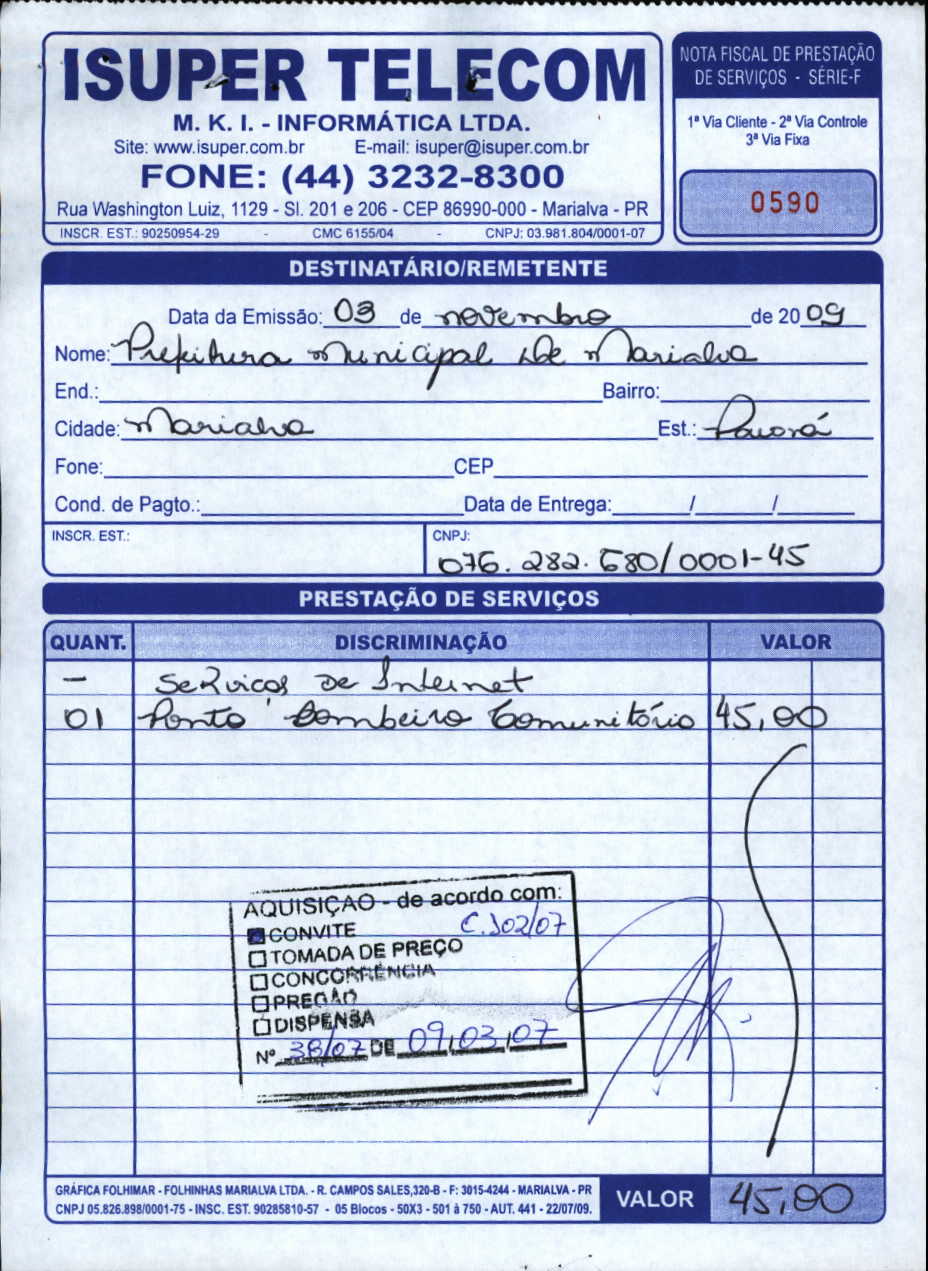 ISUPER TELECOM
M. K. I. - INFORMÁTICA LTDA.
Site: www.isuper.com.br E-mail: isuper@isuper.com.br
FONE: (44) 3232-8300
Rua Washington Luiz, 1129 - Sl. 201 e 206 - CEP 86990-000 - Marialva - PR
INSCR. EST.: 90250954-29 - CMC 6155/04 - CNPJ: 03.981.804/0001-07
NOTA FISCAL DE PRESTAÇÃO
DE SERVIÇOS - SÉRIE-F
1ª Via Cliente - 2ª Via Controle
3ª Via Fixa
0590
DESTINATÁRIO/REMETENTE
Data da Emissão: 03 de novembro de 2009
Nome: Prefeitura Municipal de Marialva
End.: Bairro:
Cidade: Marialva Est.: Paraná
Fone: CEP
Cond. de Pagto.: Data de Entrega: / /
INSCR. EST.: CNPJ:
076.282.680/0001-45
PRESTAÇÃO DE SERVIÇOS
QUANT. DISCRIMINAÇÃO VALOR
- Serviços de Internet
01 Ponto Bombeiro Comunitário 45,00
AQUISIÇÃO - de acordo com:
CONVITE C.102/07
TOMADA DE PREÇO
CONCORRÊNCIA
PREGÃO
DISPENSA
Nº 38/07 DE 09/03/07
GRÁFICA FOLHIMAR - FOLHINHAS MARIALVA LTDA. - R. CAMPOS SALES,320-B - F: 3015-4244 - MARIALVA - PR
CNPJ 05.826.898/0001-75 - INSC. EST. 90285810-57 - 05 Blocos - 50X3 - 501 à 750 - AUT. 441 - 22/07/09.
VALOR 45,00